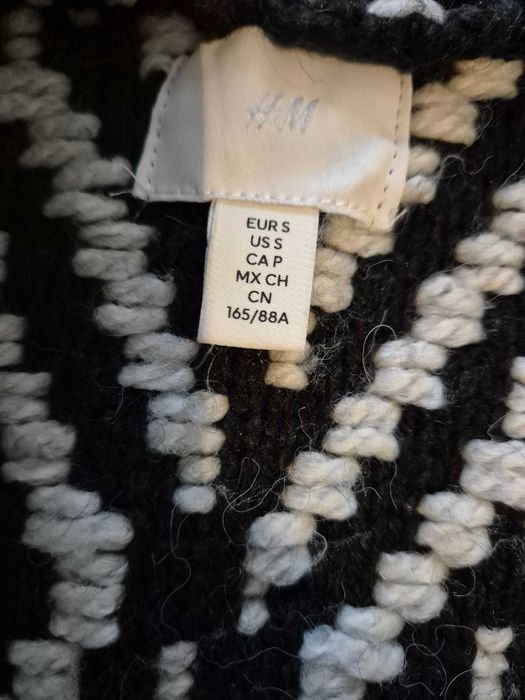 H&M
EUR S
US S
CA P
MX CH
CN
165/88A